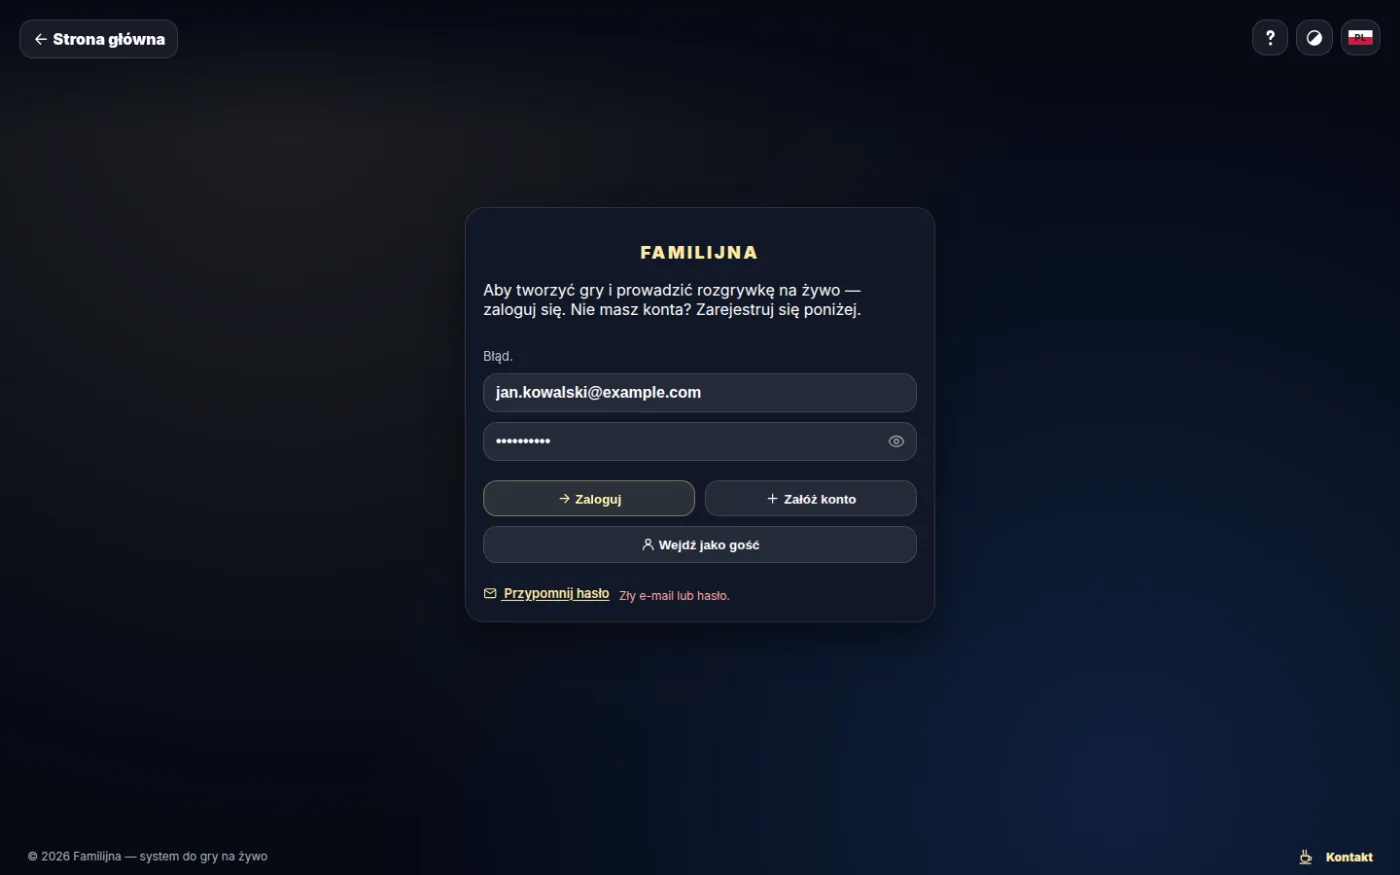 ← Strona główna
?
PL
FAMILIJNA
Aby tworzyć gry i prowadzić rozgrywkę na żywo —
zaloguj się. Nie masz konta? Zarejestruj się poniżej.
Błąd.
jan.kowalski@example.com
••••••••••
→ Zaloguj
+ Załóż konto
Wejdź jako gość
Przypomnij hasło
Zły e-mail lub hasło.
© 2026 Familijna — system do gry na żywo
Kontakt